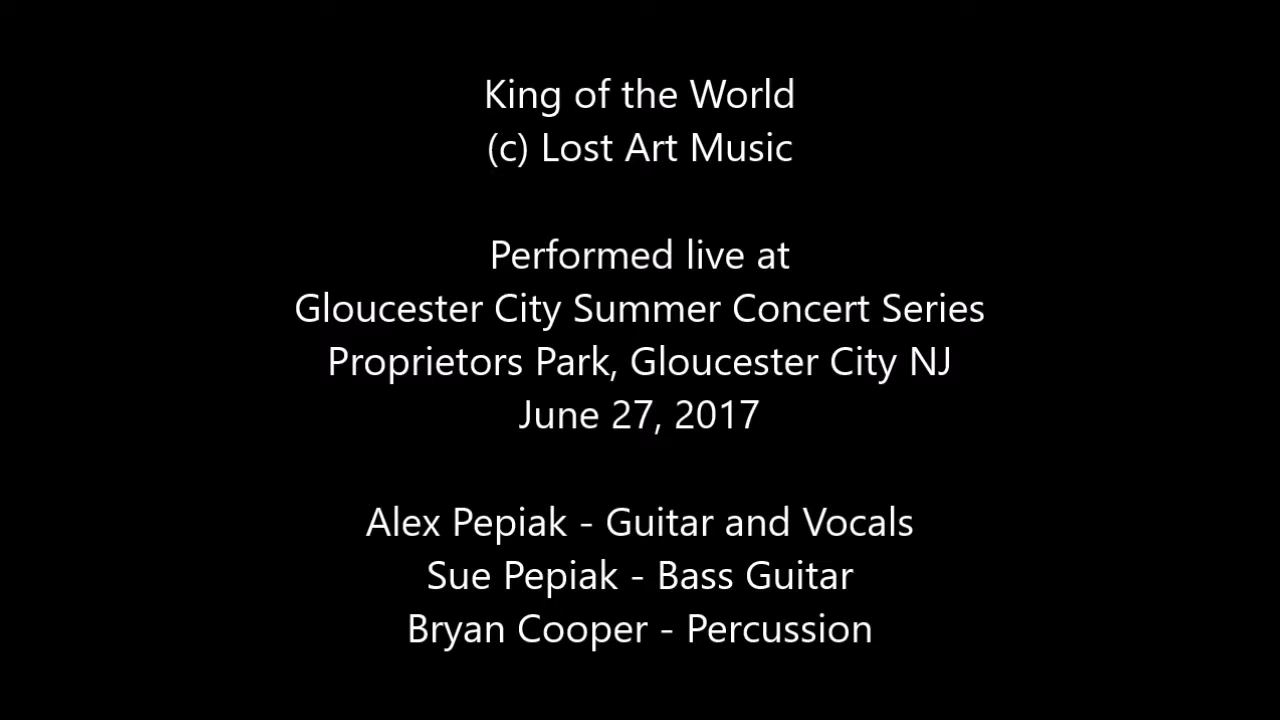 King of the World
(c) Lost Art Music
Performed live at
Gloucester City Summer Concert Series
Proprietors Park, Gloucester City NJ
June 27, 2017
Alex Pepiak - Guitar and Vocals
Sue Pepiak - Bass Guitar
Bryan Cooper - Percussion